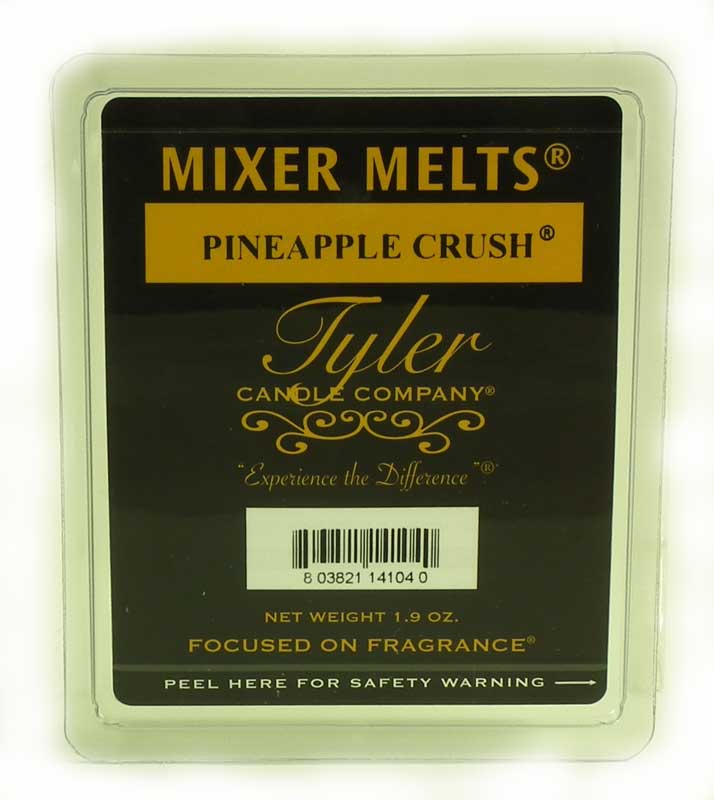 MIXER MELTS®
PINEAPPLE CRUSH®
Tyler
CANDLE COMPANY®
"Experience the Difference"®
8 03821 14104 0
NET WEIGHT 1.9 OZ.
FOCUSED ON FRAGRANCE®
PEEL HERE FOR SAFETY WARNING